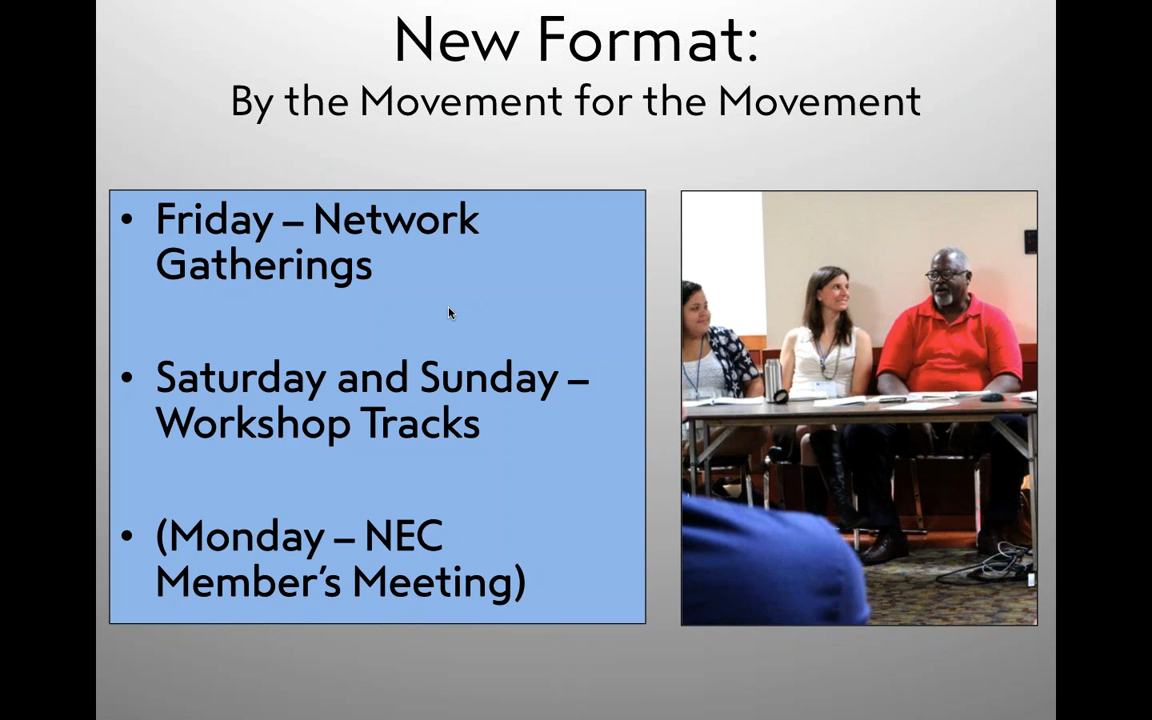 New Format:
By the Movement for the Movement
• Friday – Network
Gatherings
• Saturday and Sunday –
Workshop Tracks
• (Monday – NEC
Member’s Meeting)